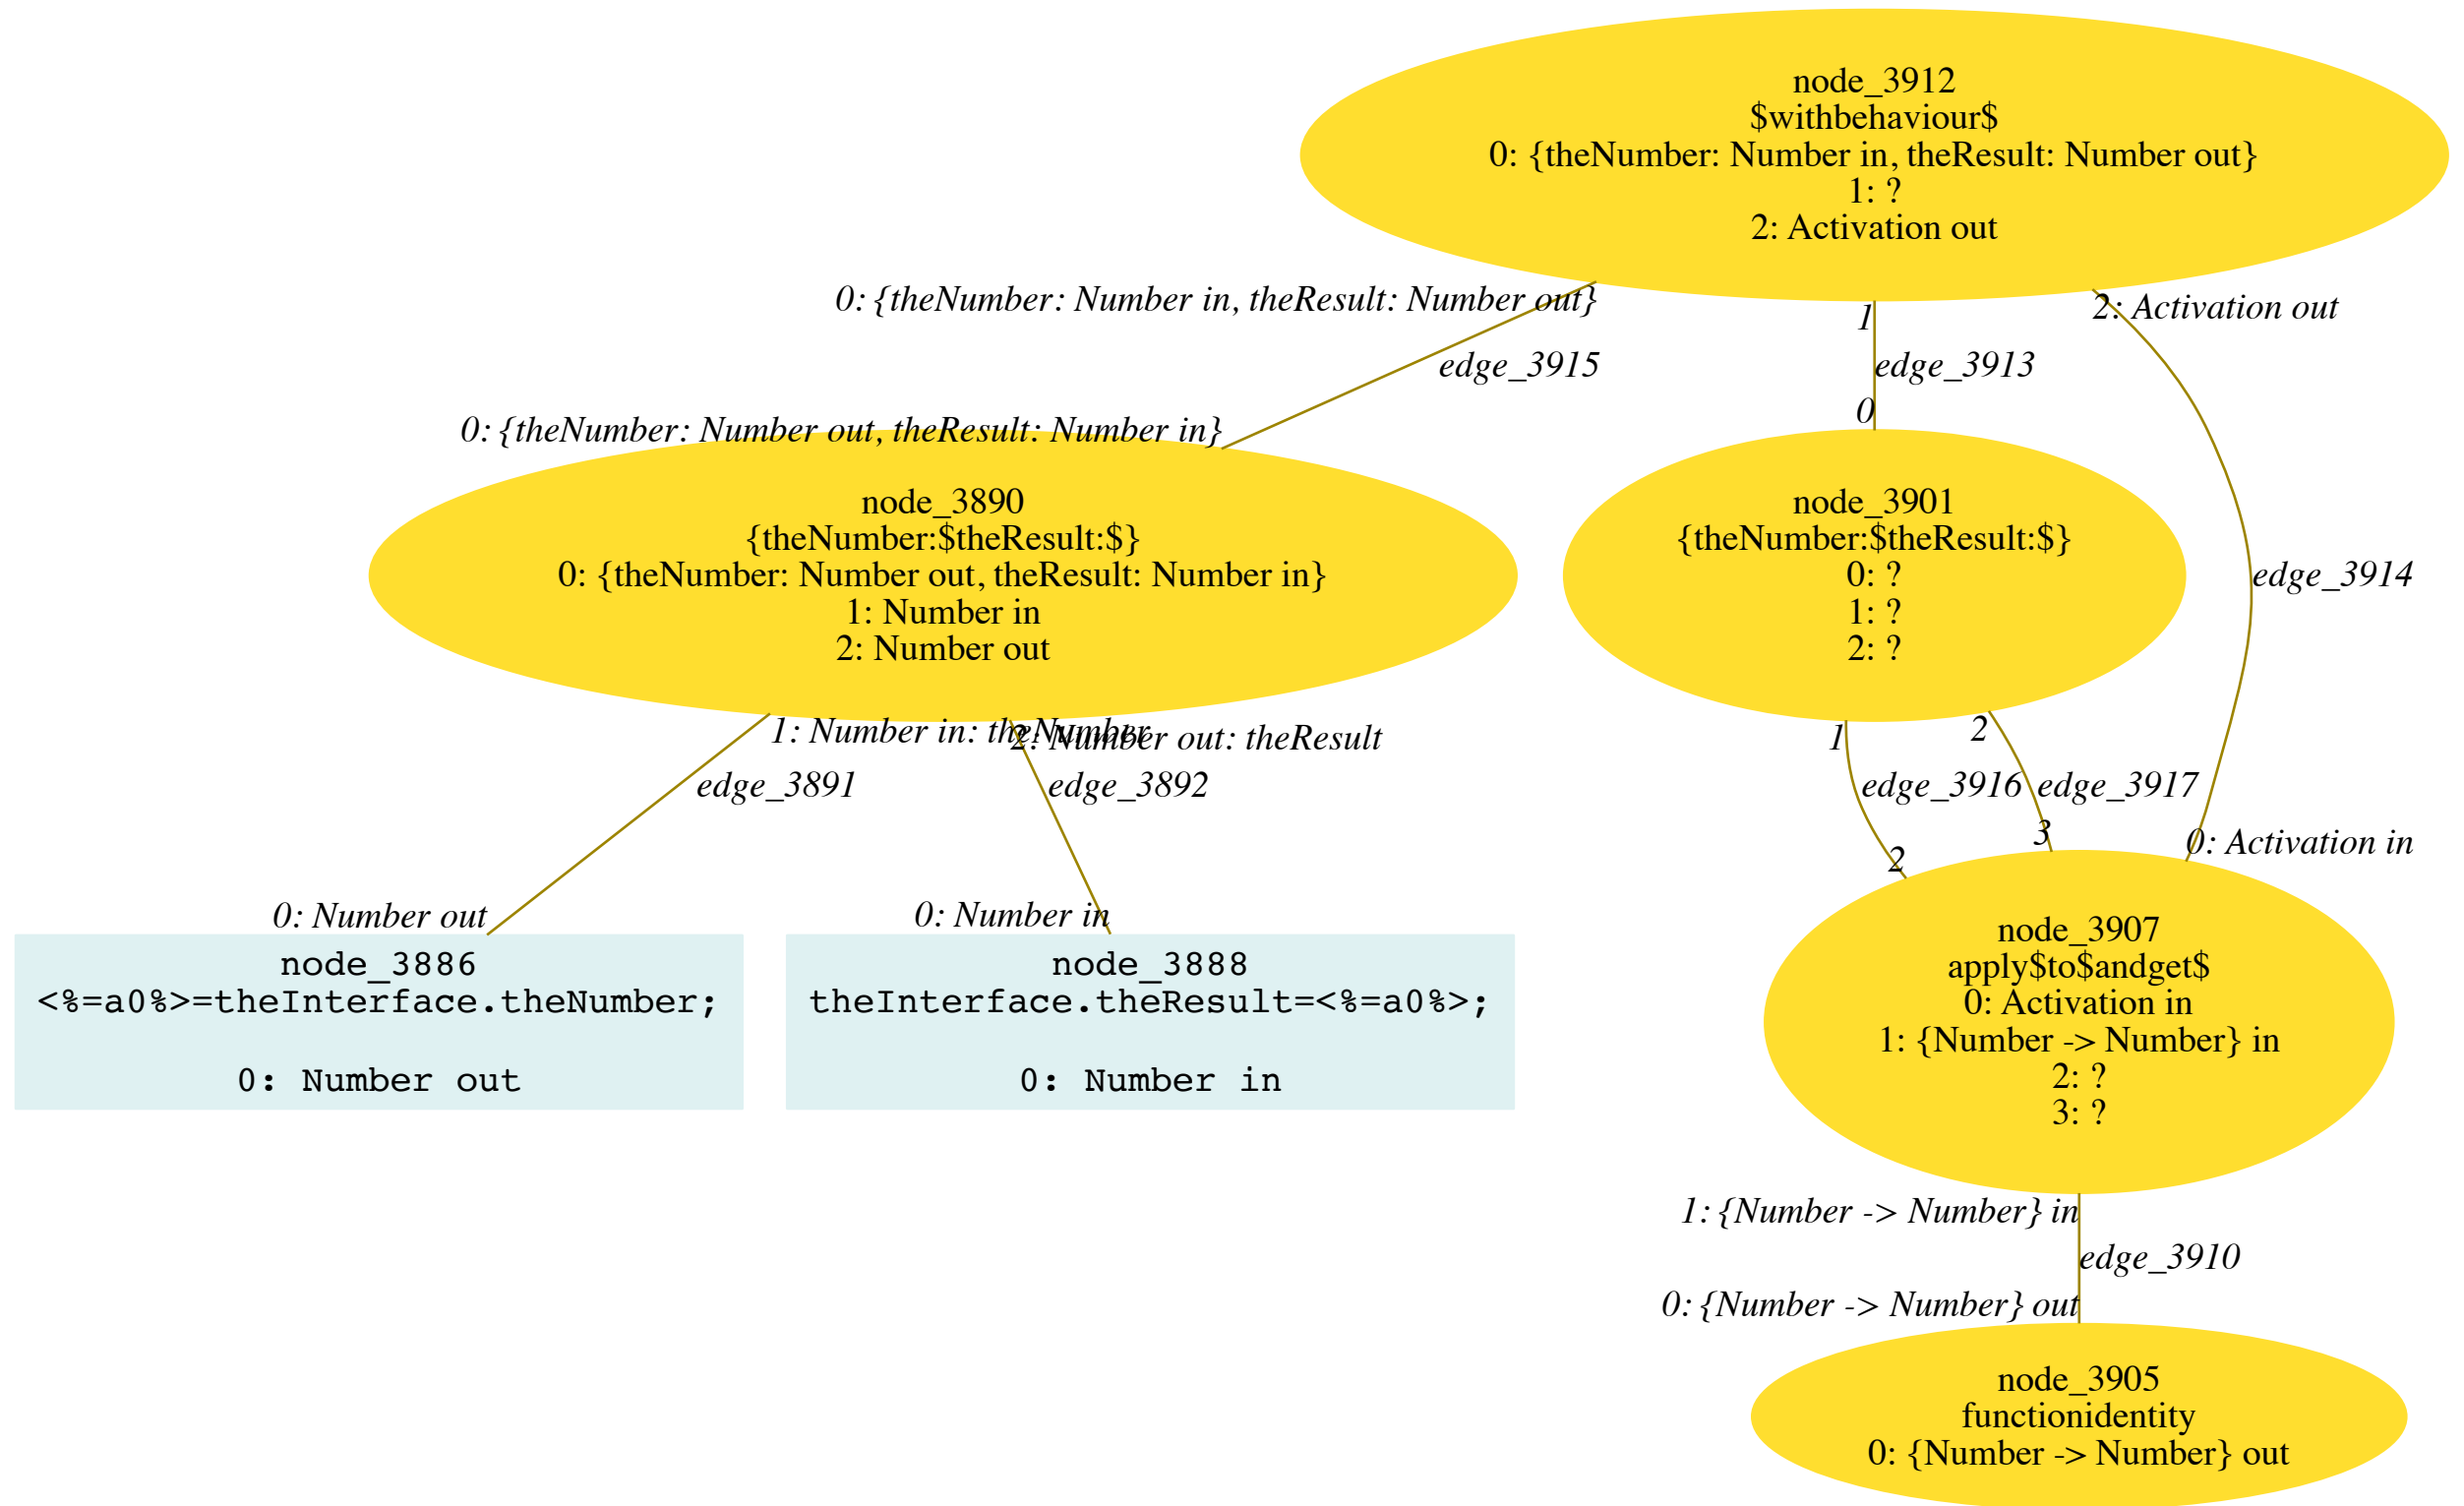 node_3912
$withbehaviour$
0: {theNumber: Number in, theResult: Number out}
1: ?
2: Activation out
0: {theNumber: Number in, theResult: Number out}
1
2: Activation out
edge_3915
edge_3913
0: {theNumber: Number out, theResult: Number in}
0
node_3890
{theNumber:$theResult:$}
0: {theNumber: Number out, theResult: Number in}
1: Number in
2: Number out
node_3901
{theNumber:$theResult:$}
0: ?
1: ?
2: ?
edge_3914
1: Number in: theNumber
2: Number out: theResult
1
2
edge_3891
edge_3892
edge_3916
edge_3917
0: Number out
0: Number in
2
3
0: Activation in
node_3886
<%=a0%>=theInterface.theNumber;
0: Number out
node_3888
theInterface.theResult=<%=a0%>;
0: Number in
node_3907
apply$to$andget$
0: Activation in
1: {Number -> Number} in
2: ?
3: ?
1: {Number -> Number} in
edge_3910
0: {Number -> Number} out
node_3905
functionidentity
0: {Number -> Number} out